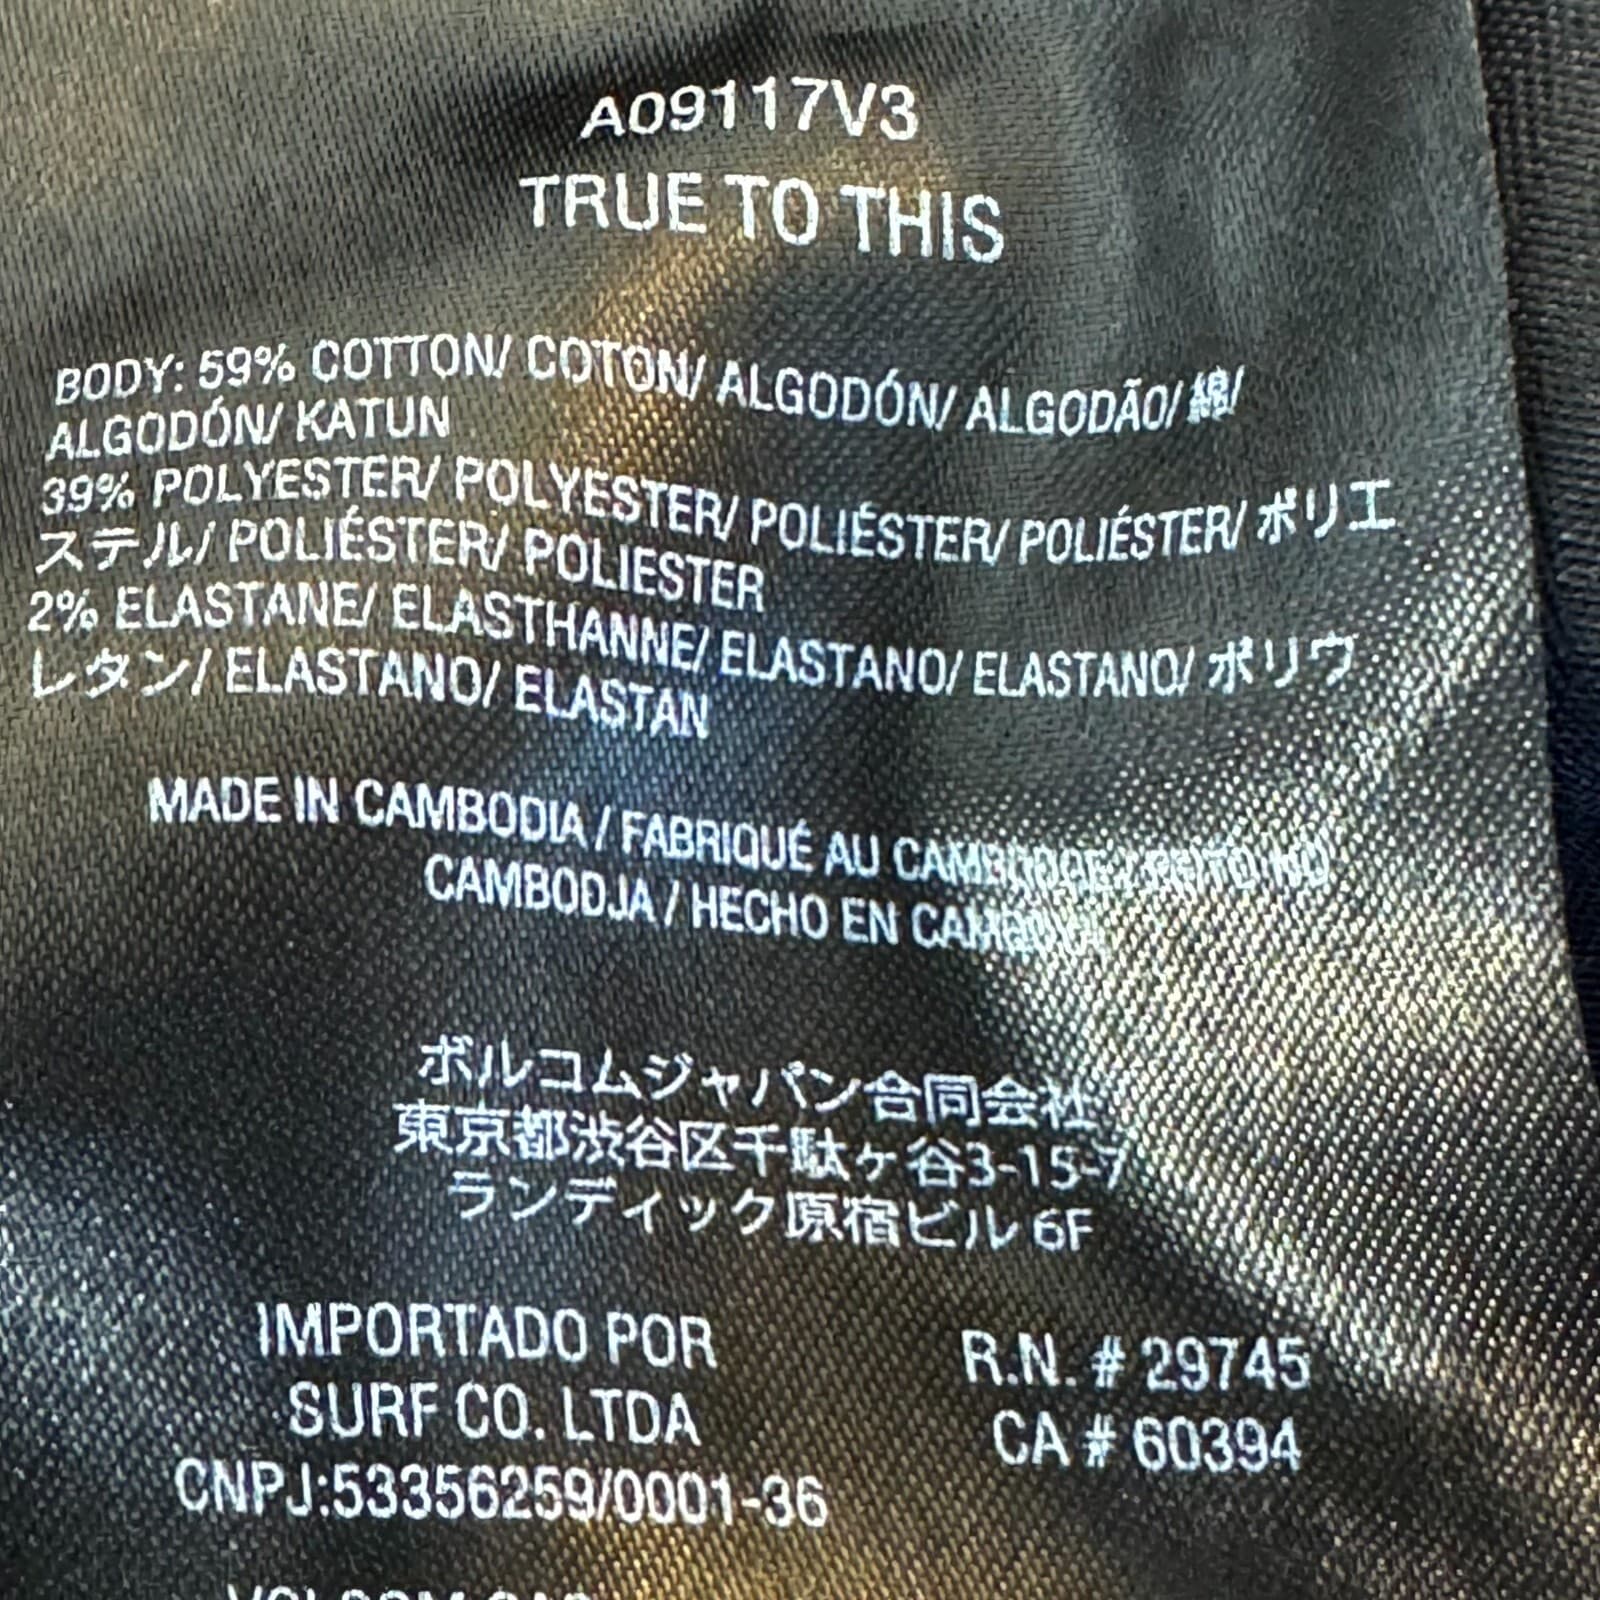 A09117V3
TRUE TO THIS
BODY: 59% COTTON/ COTON/ ALGODÓN/ ALGODÃO/ 綿/
ALGODÓN/ KATUN
39% POLYESTER/ POLYESTER/ POLIÉSTER/ POLIÉSTER/ ポリエ
ステル/ POLIÉSTER/ POLIESTER
2% ELASTANE/ ELASTHANNE/ ELASTANO/ ELASTANO/ ポリウ
レタン/ ELASTANO/ ELASTAN
MADE IN CAMBODIA / FABRIQUÉ AU CAMBODGE / FEITO NO
CAMBODJA / HECHO EN CAMBOYA
ボルコムジャパン合同会社
東京都渋谷区千駄ヶ谷3-15-7
ランディック原宿ビル 6F
IMPORTADO POR
SURF CO. LTDA
CNPJ:53356259/0001-36
R.N. # 29745
CA # 60394